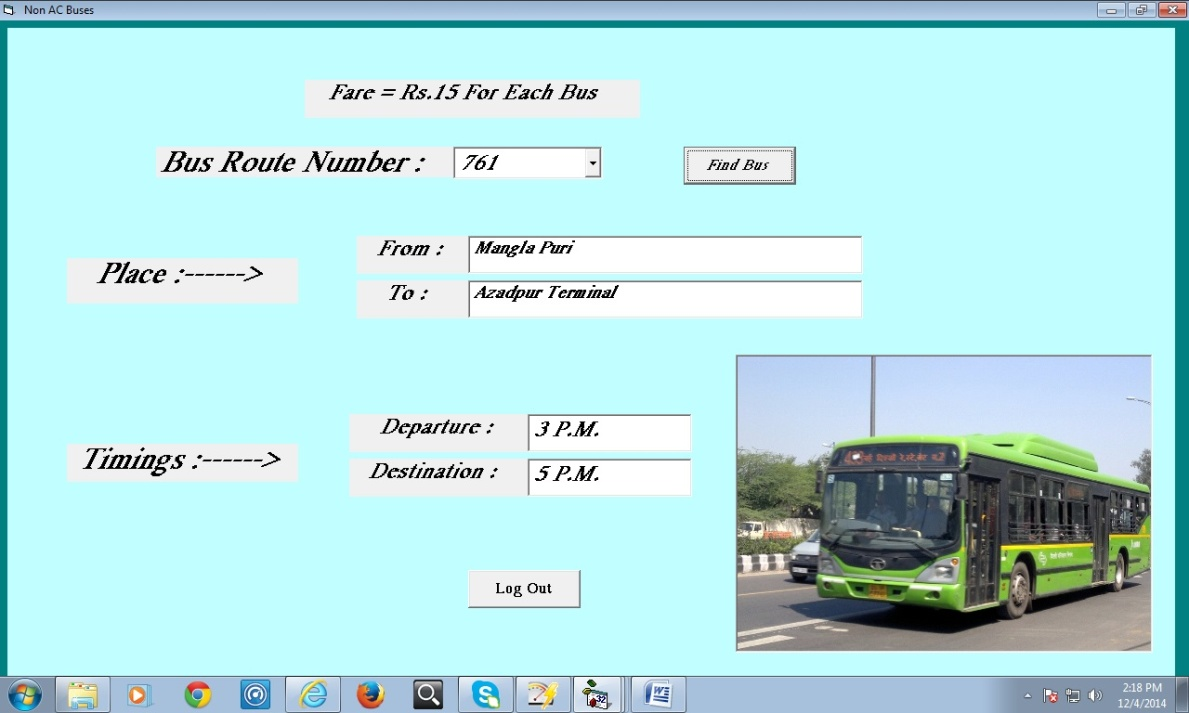 Non AC Buses
Fare = Rs.15 For Each Bus
Bus Route Number : 761 Find Bus
From : Mangla Puri
Place :------>
To : Azadpur Terminal
Departure : 3 P.M.
Timings :------>
Destination : 5 P.M.
Log Out
2:18 PM
12/4/2014